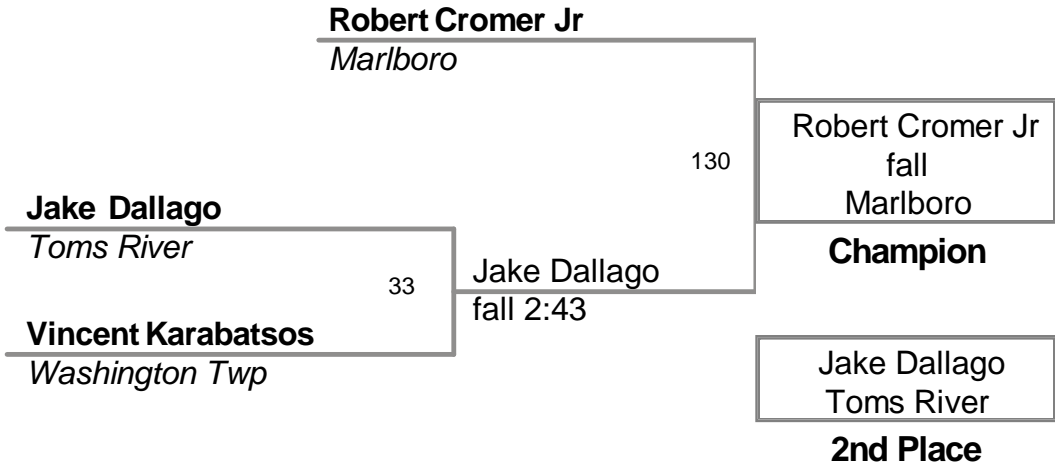 Robert Cromer Jr
Marlboro
130
Robert Cromer Jr
fall
Marlboro
Champion
Jake Dallago
Toms River
33
Jake Dallago
fall 2:43
Vincent Karabatsos
Washington Twp
Jake Dallago
Toms River
2nd Place